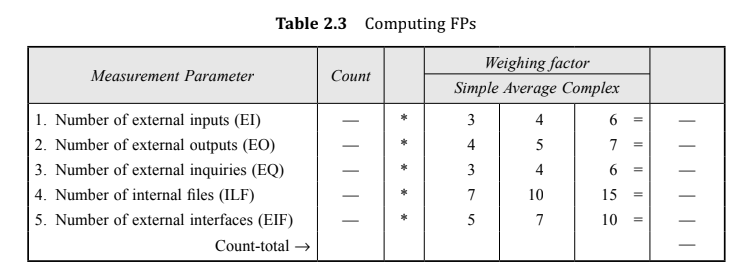 Table 2.3 Computing FPs
Measurement Parameter Count Weighing factor
Simple Average Complex
1. Number of external inputs (EI) — * 3 4 6 = —
2. Number of external outputs (EO) — * 4 5 7 = —
3. Number of external inquiries (EQ) — * 3 4 6 = —
4. Number of internal files (ILF) — * 7 10 15 = —
5. Number of external interfaces (EIF) — * 5 7 10 = —
Count-total → —